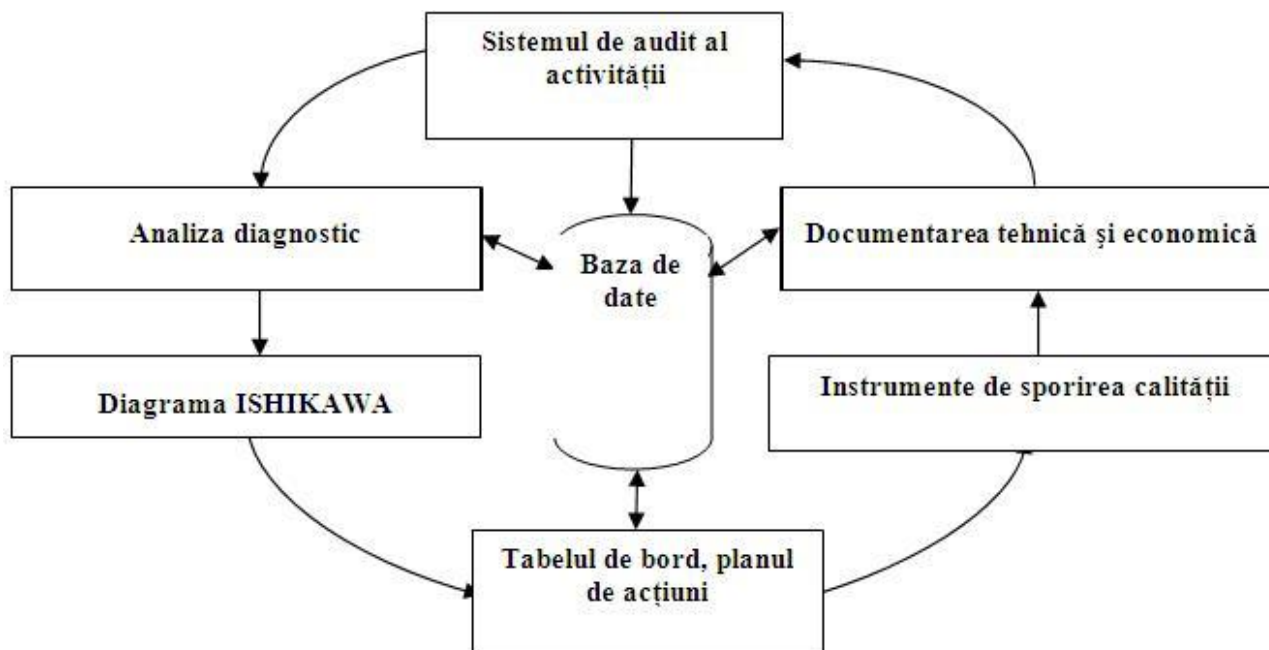 Sistemul de audit al
activității
Analiza diagnostic
Baza de
date
Documentarea tehnică și economică
Diagrama ISHIKAWA
Instrumente de sporirea calității
Tabelul de bord, planul
de acțiuni